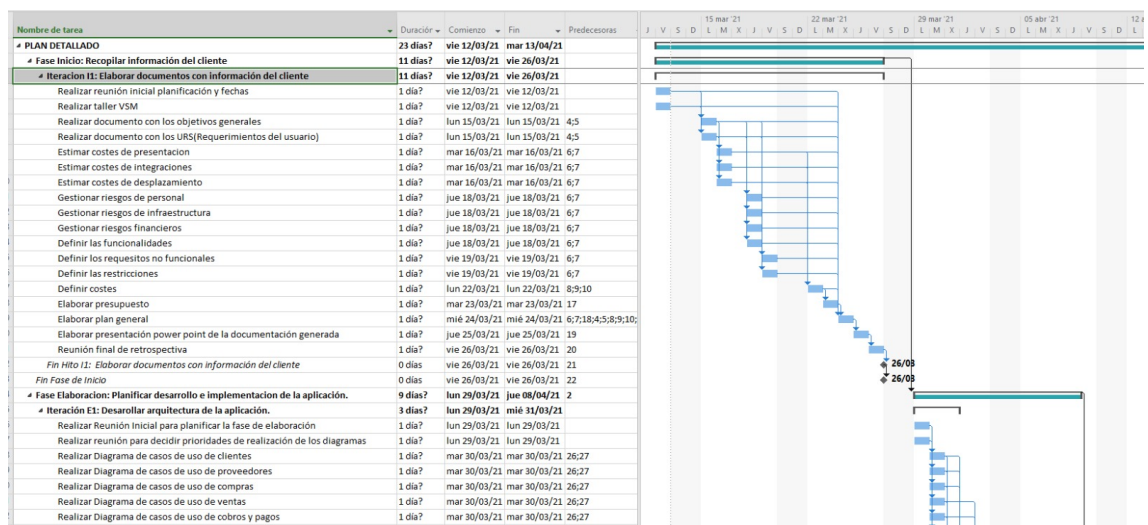 15 mar '21 22 mar '21 29 mar '21 05 abr '21 12 a
Nombre de tarea Duració Comienzo Fin Predecesoras J V S D L M X J V S D L M X J V S D L M X J V S D L M X J V S D L
PLAN DETALLADO 23 días? vie 12/03/21 mar 13/04/21
Fase Inicio: Recopilar información del cliente 11 días? vie 12/03/21 vie 26/03/21
Iteracion I1: Elaborar documentos con información del cliente 11 días? vie 12/03/21 vie 26/03/21
Realizar reunión inicial planificación y fechas 1 día? vie 12/03/21 vie 12/03/21
Realizar taller VSM 1 día? vie 12/03/21 vie 12/03/21
Realizar documento con los objetivos generales 1 día? lun 15/03/21 lun 15/03/21 4;5
Realizar documento con los URS(Requerimientos del usuario) 1 día? lun 15/03/21 lun 15/03/21 4;5
Estimar costes de presentacion 1 día? mar 16/03/21 mar 16/03/21 6;7
Estimar costes de integraciones 1 día? mar 16/03/21 mar 16/03/21 6;7
Estimar costes de desplazamiento 1 día? mar 16/03/21 mar 16/03/21 6;7
Gestionar riesgos de personal 1 día? jue 18/03/21 jue 18/03/21 6;7
Gestionar riesgos de infraestructura 1 día? jue 18/03/21 jue 18/03/21 6;7
Gestionar riesgos financieros 1 día? jue 18/03/21 jue 18/03/21 6;7
Definir las funcionalidades 1 día? jue 18/03/21 jue 18/03/21 6;7
Definir los requesitos no funcionales 1 día? vie 19/03/21 vie 19/03/21 6;7
Definir las restricciones 1 día? vie 19/03/21 vie 19/03/21 6;7
Definir costes 1 día? lun 22/03/21 lun 22/03/21 8;9;10
Elaborar presupuesto 1 día? mar 23/03/21 mar 23/03/21 17
Elaborar plan general 1 día? mié 24/03/21 mié 24/03/21 6;7;18;4;5;8;9;10;
Elaborar presentación power point de la documentación generada 1 día? jue 25/03/21 jue 25/03/21 19
Reunión final de retrospectiva 1 día? vie 26/03/21 vie 26/03/21 20
Fin Hito I1: Elaborar documentos con información del cliente 0 días vie 26/03/21 vie 26/03/21 21 26/03
Fin Fase de Inicio 0 días vie 26/03/21 vie 26/03/21 22 26/03
Fase Elaboracion: Planificar desarrollo e implementacion de la aplicación. 9 días? lun 29/03/21 jue 08/04/21 2
Iteración E1: Desarollar arquitectura de la aplicación. 3 días? lun 29/03/21 mié 31/03/21
Realizar Reunión Inicial para planificar la fase de elaboración 1 día? lun 29/03/21 lun 29/03/21
Realizar reunión para decidir prioridades de realización de los diagramas 1 día? lun 29/03/21 lun 29/03/21
Realizar Diagrama de casos de uso de clientes 1 día? mar 30/03/21 mar 30/03/21 26;27
Realizar Diagrama de casos de uso de proveedores 1 día? mar 30/03/21 mar 30/03/21 26;27
Realizar Diagrama de casos de uso de compras 1 día? mar 30/03/21 mar 30/03/21 26;27
Realizar Diagrama de casos de uso de ventas 1 día? mar 30/03/21 mar 30/03/21 26;27
Realizar Diagrama de casos de uso de cobros y pagos 1 día? mar 30/03/21 mar 30/03/21 26;27